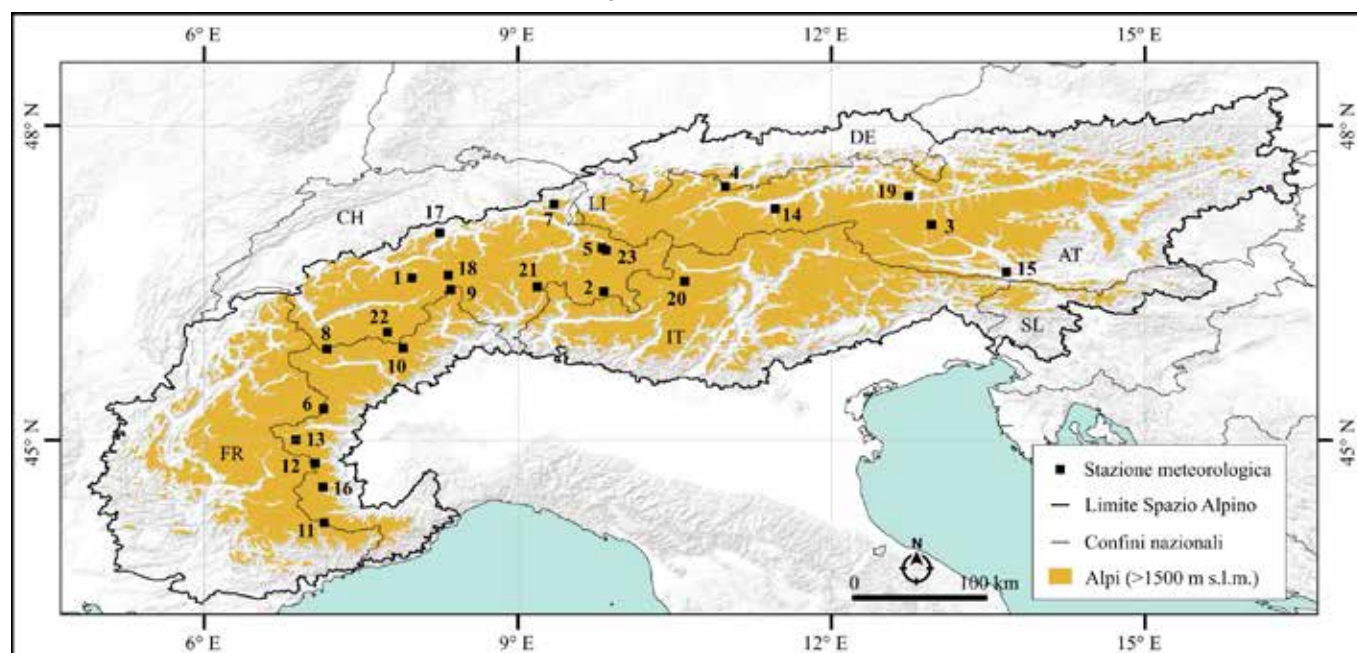 6° E 9° E 12° E 15° E
48° N 48° N
DE
4
19
LI
CH
17
7
14
3
5
23
15
AT
1
18
21
9
2
20
SL
22
8
IT
10
6
45° N 45° N
13
FR
12
16
11
Stazione meteorologica
Limite Spazio Alpino
Confini nazionali
Alpi (>1500 m s.l.m.)
N
0 100 km
6° E 9° E 12° E 15° E